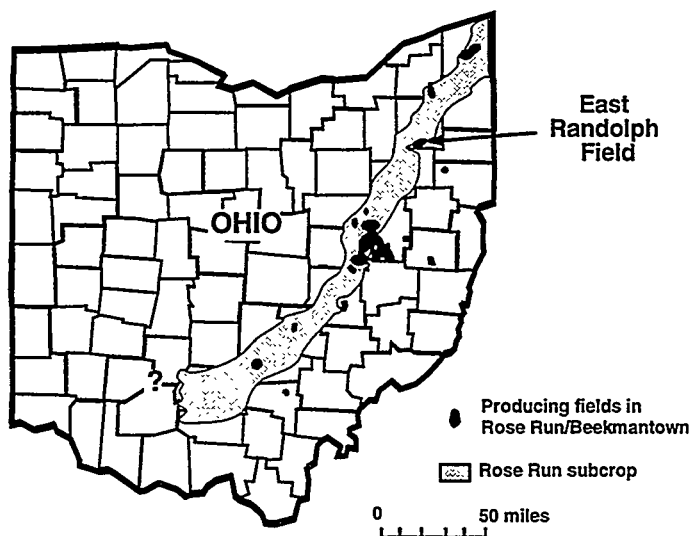 East
Randolph
Field
OHIO
?
Producing fields in
Rose Run/Beekmantown
Rose Run subcrop
0 50 miles